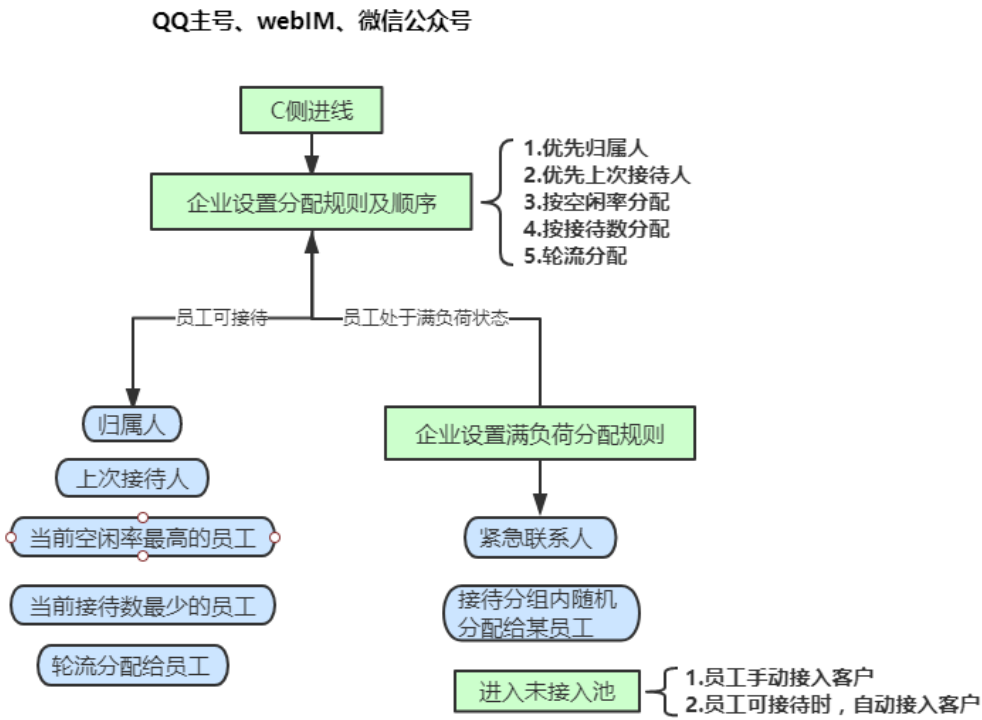 QQ主号、webIM、微信公众号
C侧进线
企业设置分配规则及顺序
1.优先归属人
2.优先上次接待人
3.按空闲率分配
4.按接待数分配
5.轮流分配
员工可接待
员工处于满负荷状态
归属人
上次接待人
当前空闲率最高的员工
当前接待数最少的员工
轮流分配给员工
企业设置满负荷分配规则
紧急联系人
接待分组内随机
分配给某员工
进入未接入池
1.员工手动接入客户
2.员工可接待时，自动接入客户